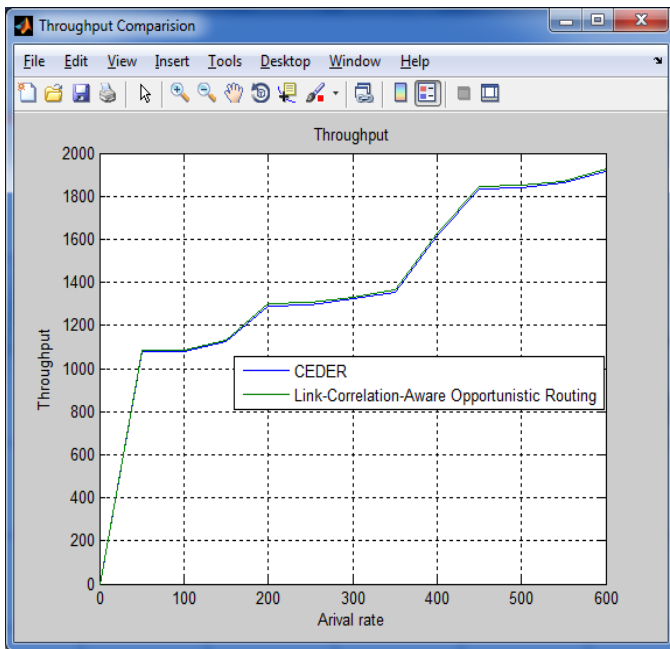 Throughput Comparision
File Edit View Insert Tools Desktop Window Help
Throughput
2000
1800
1600
1400
1200
1000
800
600
400
200
0
Throughput
CEDER
Link-Correlation-Aware Opportunistic Routing
0 100 200 300 400 500 600
Arival rate